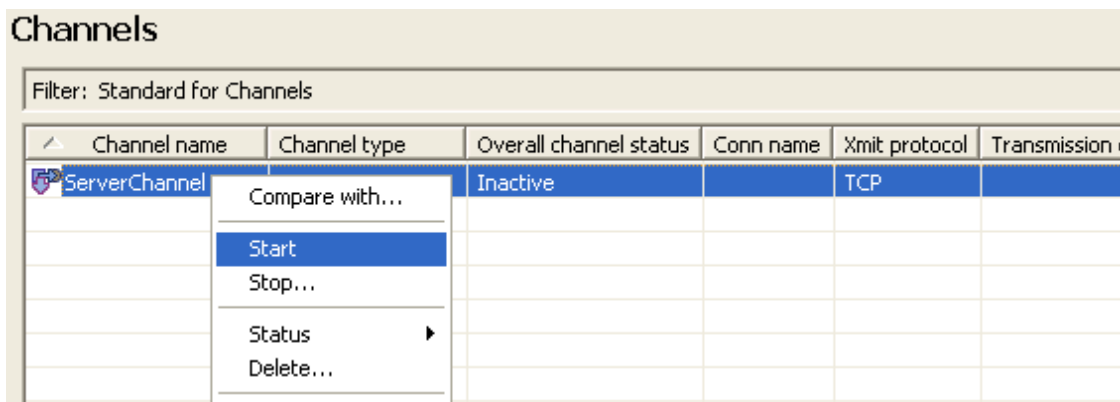 Channels
Filter: Standard for Channels
Channel name Channel type Overall channel status Conn name Xmit protocol Transmission
ServerChannel Inactive TCP
Compare with...
Start
Stop...
Status
Delete...